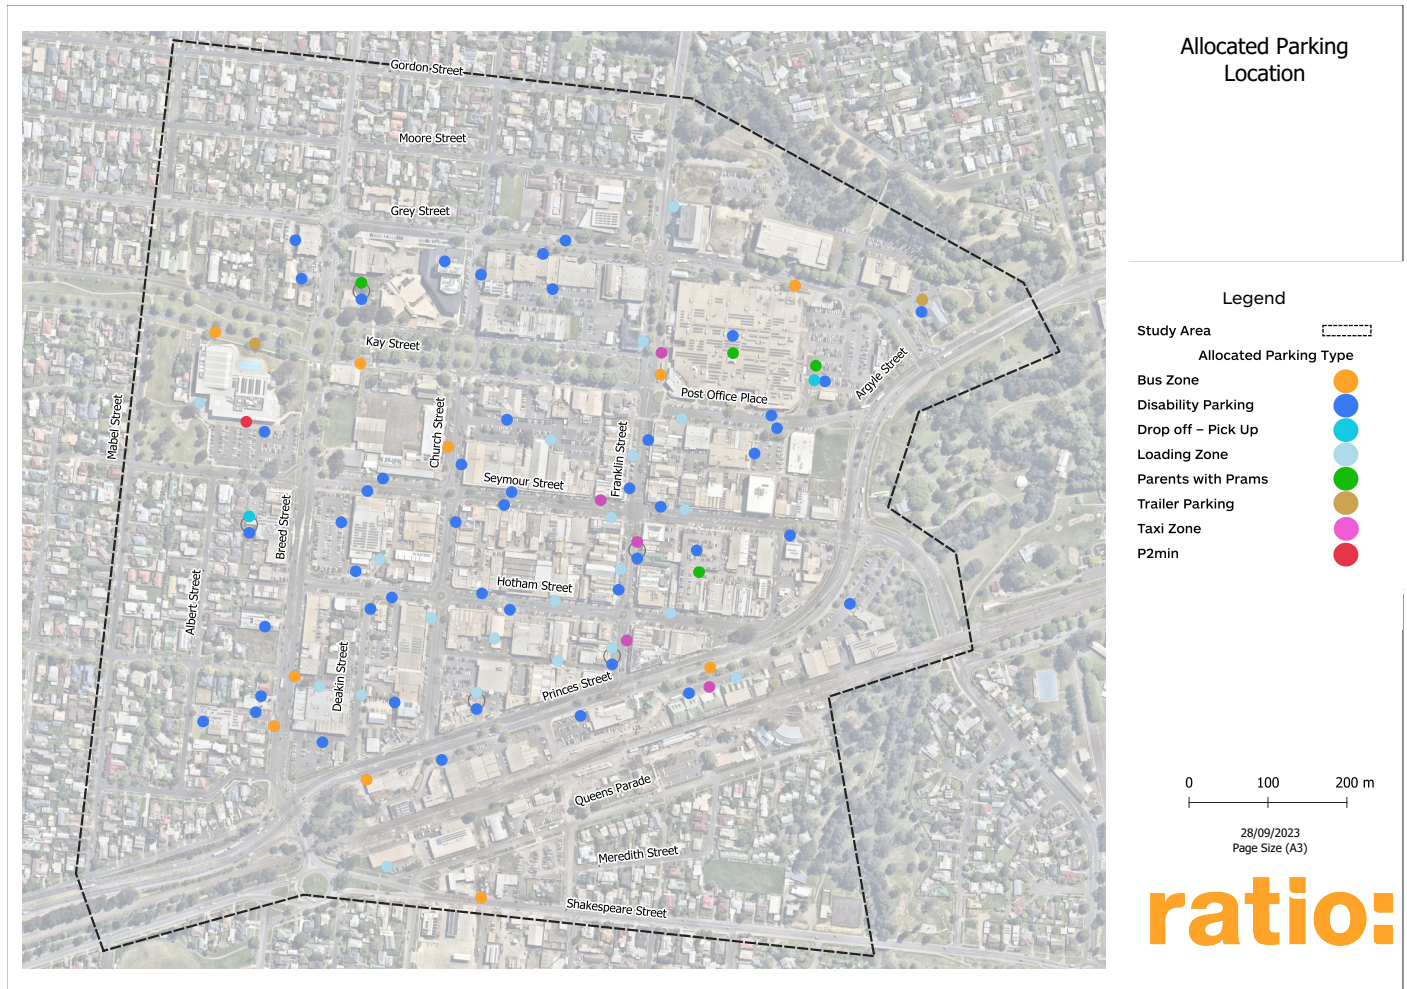 Allocated Parking
Location
Gordon Street
Moore Street
Grey Street
Kay Street
Post Office Place
Argyle Street
Mabel Street
Church Street
Franklin Street
Seymour Street
Breed Street
Hotham Street
Albert Street
Deakin Street
Princes Street
Queens Parade
Meredith Street
Shakespeare Street
Legend
Study Area
Allocated Parking Type
Bus Zone
Disability Parking
Drop off – Pick Up
Loading Zone
Parents with Prams
Trailer Parking
Taxi Zone
P2min
0 100 200 m
28/09/2023
Page Size (A3)
ratio: